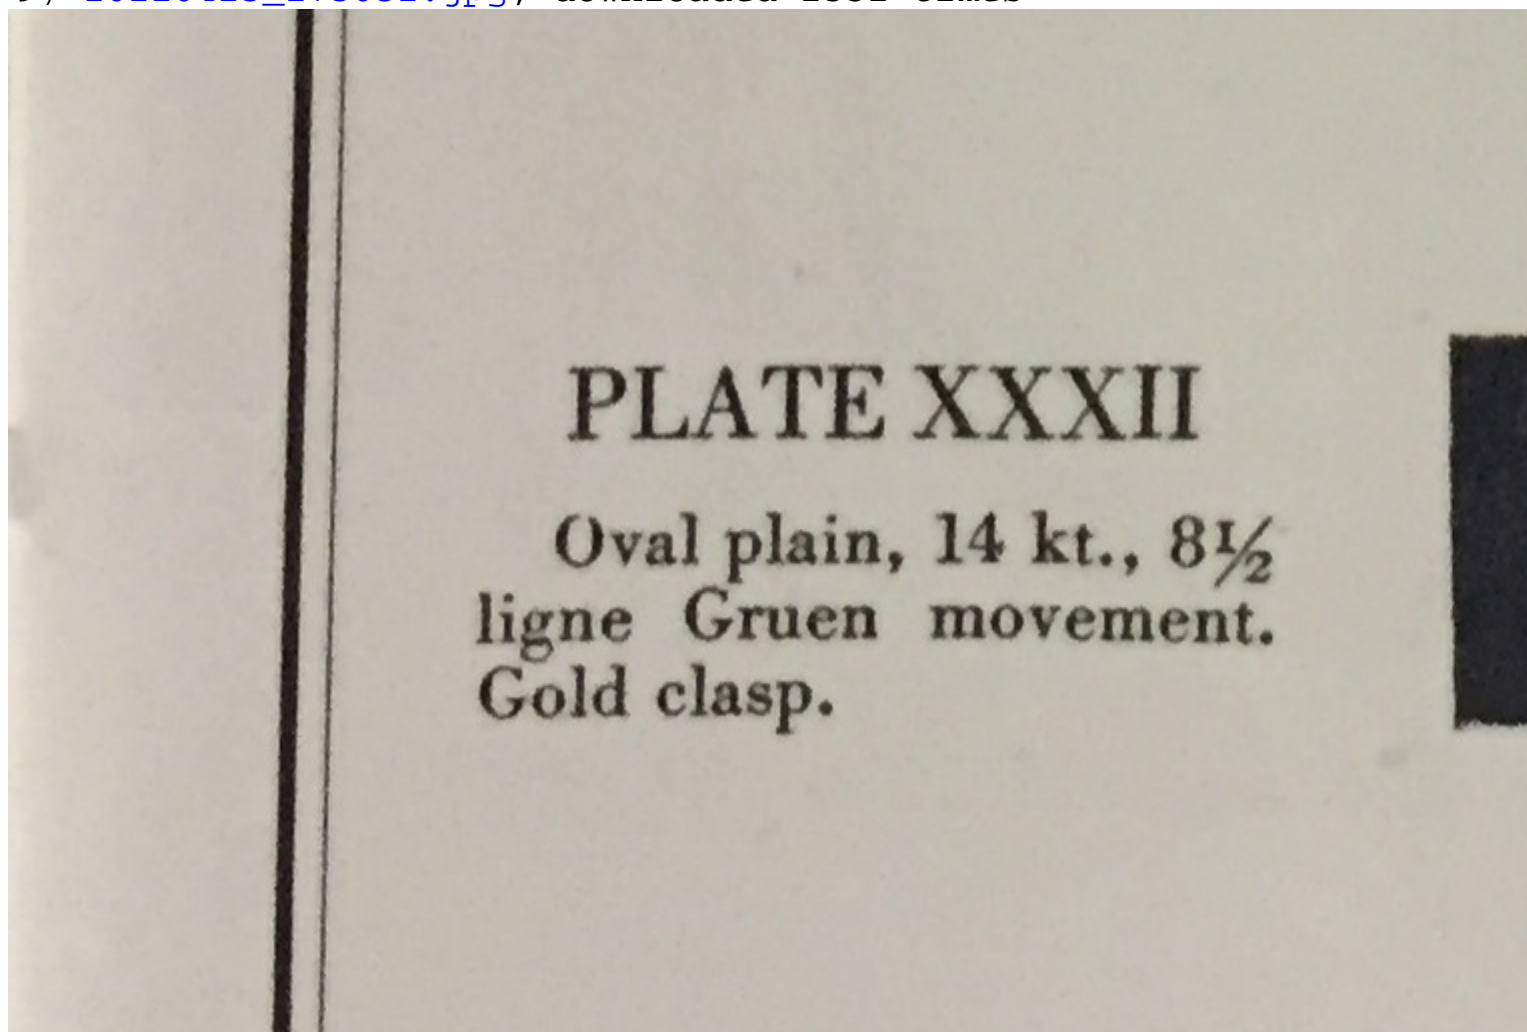 PLATE XXXII
Oval plain, 14 kt., 8½
ligne Gruen movement.
Gold clasp.